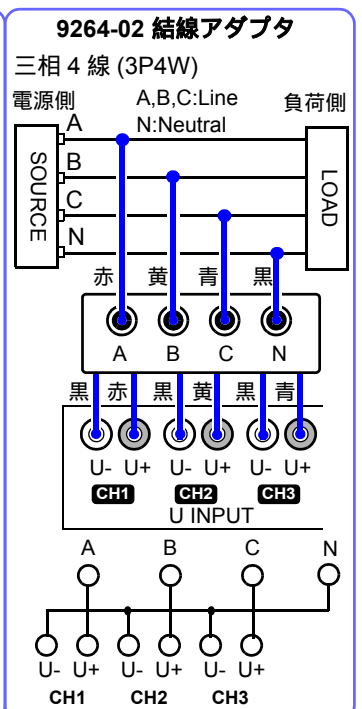 9264-02 結線アダプタ
三相 4 線 (3P4W)
電源側 A,B,C:Line 負荷側
N:Neutral
A
B
C
N
SOURCE
LOAD
赤 黄 青 黒
A B C N
黒 赤 黒 黄 黒 青
U- U+ U- U+ U- U+
CH1 CH2 CH3
U INPUT
A B C N
U- U+ U- U+ U- U+
CH1 CH2 CH3